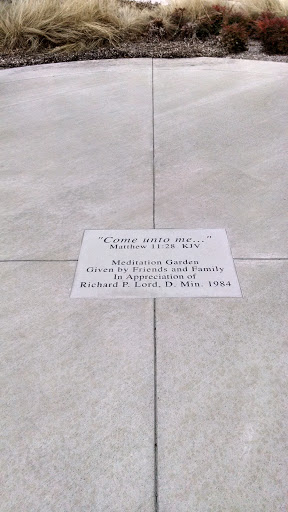 "Come unto me..."
Matthew 11:28 KJV
Meditation Garden
Given by Friends and Family
In Appreciation of
Richard P. Lord, D. Min. 1984